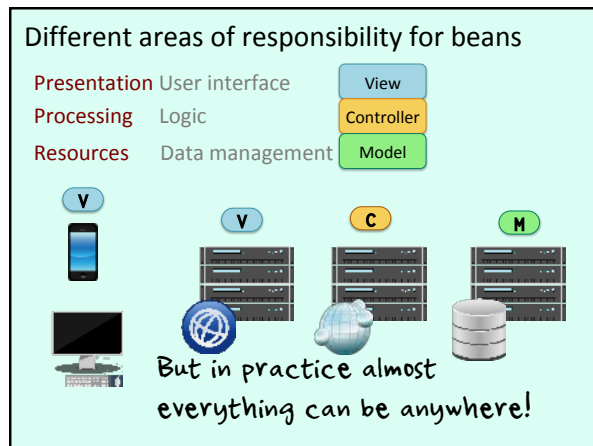 Different areas of responsibility for beans
Presentation User interface View
Processing Logic Controller
Resources Data management Model
V
V C M
But in practice almost
everything can be anywhere!